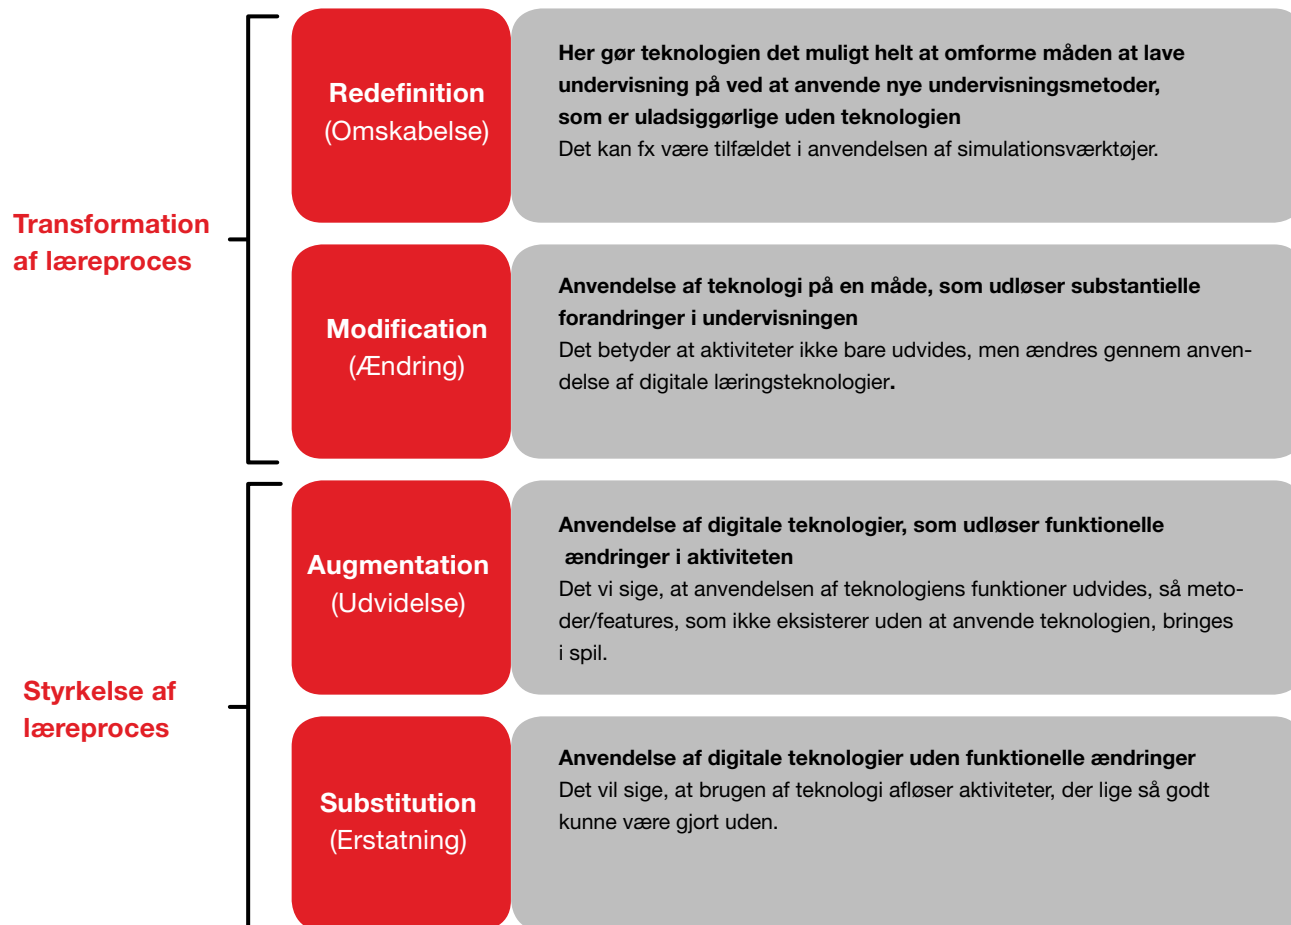 Redefinition
(Omskabelse)
Her gør teknologien det muligt helt at omforme måden at lave
undervisning på ved at anvende nye undervisningsmetoder,
som er uladsiggørlige uden teknologien
Det kan fx være tilfældet i anvendelsen af simulationsværktøjer.
Transformation
af læreproces
Modification
(Ændring)
Anvendelse af teknologi på en måde, som udløser substantielle
forandringer i undervisningen
Det betyder at aktiviteter ikke bare udvides, men ændres gennem anven-
delse af digitale læringsteknologier.
Augmentation
(Udvidelse)
Anvendelse af digitale teknologier, som udløser funktionelle
ændringer i aktiviteten
Det vi sige, at anvendelsen af teknologiens funktioner udvides, så meto-
der/features, som ikke eksisterer uden at anvende teknologien, bringes
i spil.
Styrkelse af
læreproces
Substitution
(Erstatning)
Anvendelse af digitale teknologier uden funktionelle ændringer
Det vil sige, at brugen af teknologi afløser aktiviteter, der lige så godt
kunne være gjort uden.